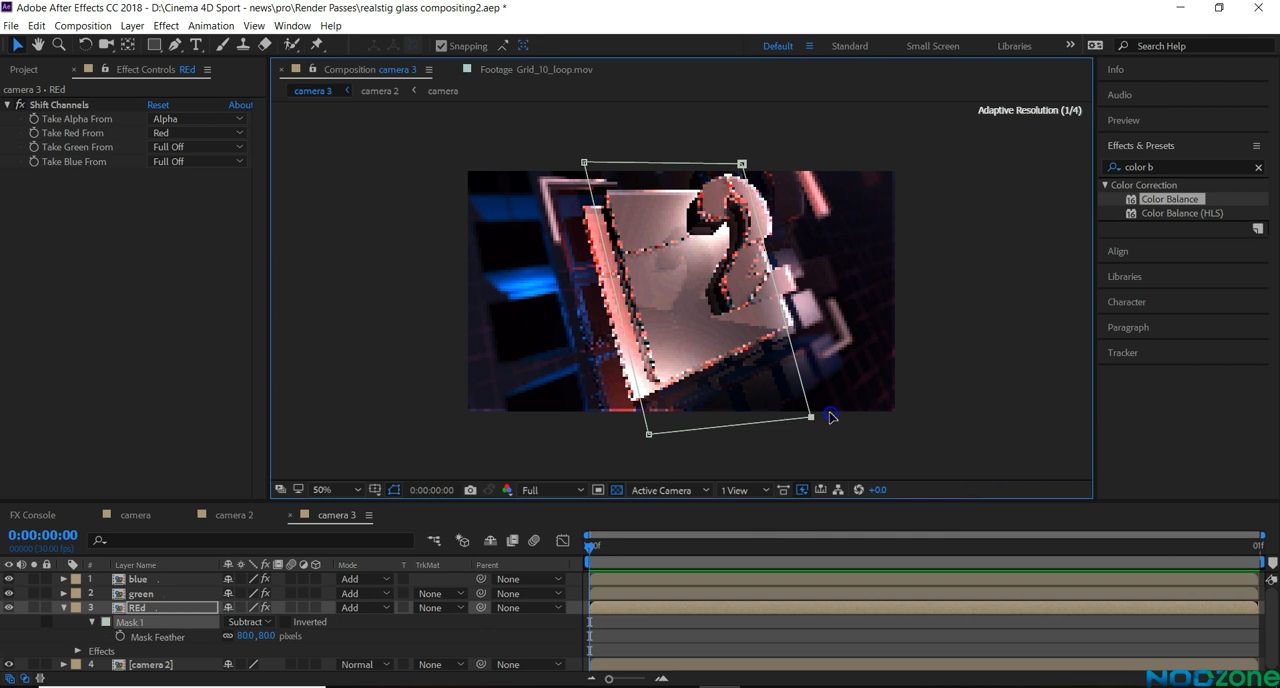 Adobe After Effects CC 2018 - D:\Cinema 4D Sport - news\pro\Render Passes\realstig glass compositing2.aep *
File Edit Composition Layer Effect Animation View Window Help
Snapping Default Standard Small Screen Libraries Search Help
Project Effect Controls REd Composition camera 3 Footage Grid_10_loop.mov Info
camera 3 • REd camera 3 camera 2 camera Audio
Shift Channels Reset About Adaptive Resolution (1/4)
Take Alpha From Alpha Preview
Take Red From Red
Take Green From Full Off Effects & Presets
Take Blue From Full Off color b
Color Correction
Color Balance
Color Balance (HLS)
Align
Libraries
Character
Paragraph
Tracker
50% 0:00:00:00 Full Active Camera 1 View +0.0
FX Console camera camera 2 camera 3
0:00:00:00
00000 (30.00 fps) :00f 01f
# Layer Name Mode T TrkMat Parent
1 blue Add None
2 green Add None None
3 REd Add None None
Mask 1 Subtract Inverted
Mask Feather 80.0,80.0 pixels
Effects
4 [camera 2] Normal None None
NODzone